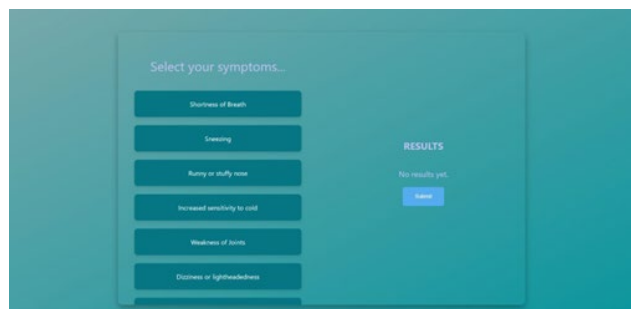 Select your symptoms...
Shortness of Breath
Sneezing
Runny or stuffy nose
Increased sensitivity to cold
Weakness of Joints
Dizziness or lightheadedness
RESULTS
No results yet.
Submit